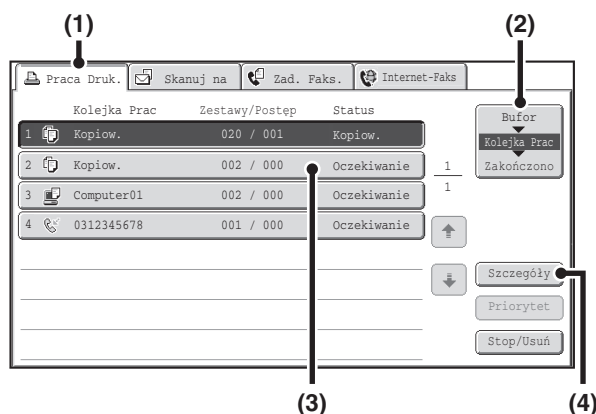 (1) (2)
Praca Druk. Skanuj na Zad. Faks. Internet-Faks
Kolejka Prac Zestawy/Postęp Status
Bufor
1 Kopiow. 020 / 001 Kopiow.
Kolejka Prac
2 Kopiow. 002 / 000 Oczekiwanie
1
Zakończono
3 Computer01 002 / 000 Oczekiwanie
1
4 0312345678 001 / 000 Oczekiwanie
Szczegóły
Priorytet
Stop/Usuń
(3) (4)